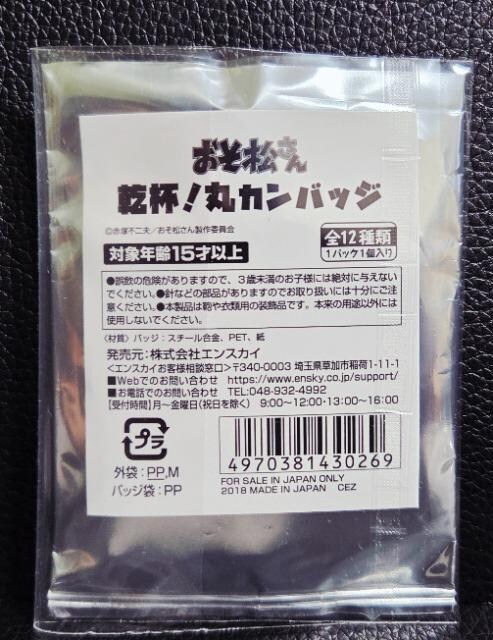 おそ松さん
乾杯!丸カンバッジ
©赤塚不二夫/おそ松さん製作委員会
対象年齢15才以上
全12種類
1パック1個入り
●誤飲の危険がありますので、3歳未満のお子様には絶対に与えない
でください。●針などの部品がありますのでお取り扱いには十分にご注
意ください。●本製品は鞄や衣類用の装飾品です。本来の用途以外には
使用しないでください。
〈材質〉バッジ:スチール合金、PET、紙
発売元:株式会社エンスカイ
<エンスカイお客様相談窓口>〒340-0003 埼玉県草加市稲荷1-11-1
■Webでのお問い合わせ https://www.ensky.co.jp/support/
■お電話でのお問い合わせ TEL:048-932-4992
【受付時間】月～金曜日(祝日を除く) 9:00～12:00・13:00～16:00
プラ
外袋:PP,M
バッジ袋:PP
4970381430269
FOR SALE IN JAPAN ONLY
2018 MADE IN JAPAN CEZ